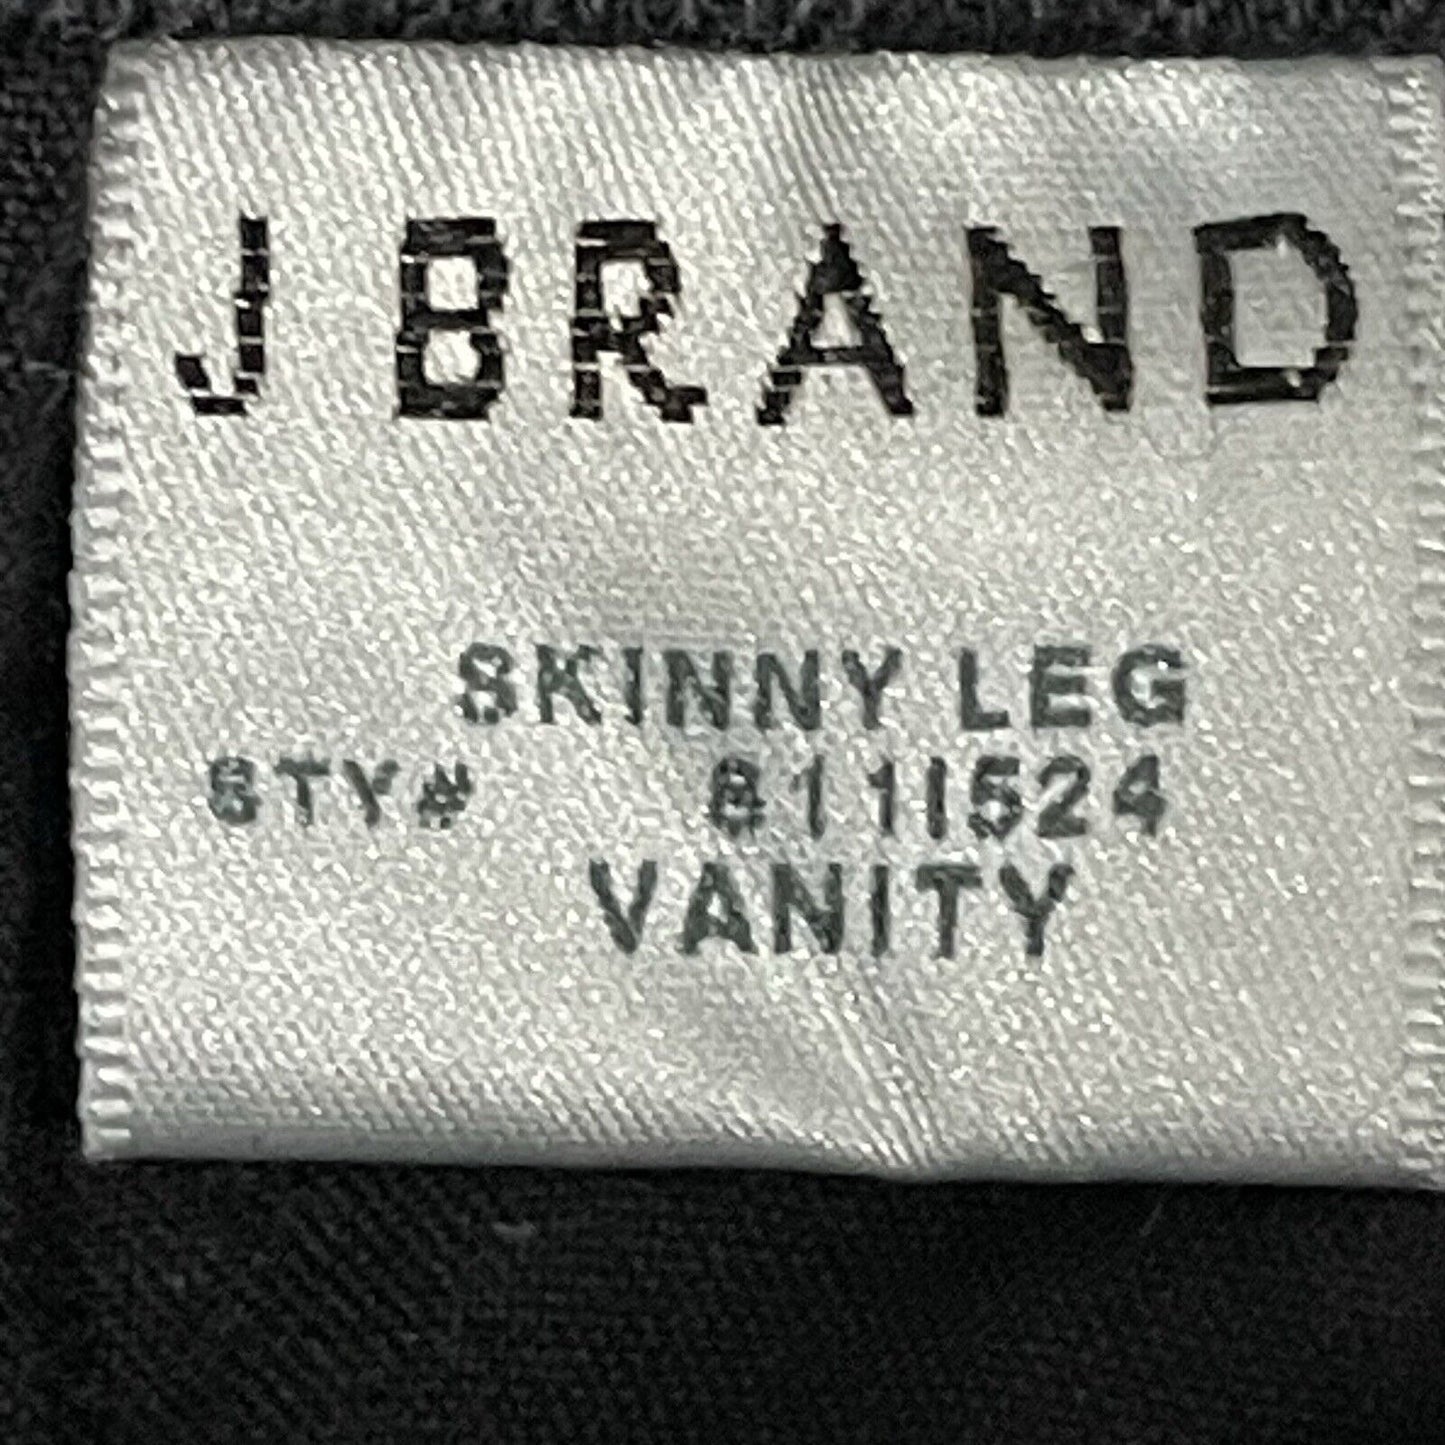 J BRAND
SKINNY LEG
STY# 811I524
VANITY